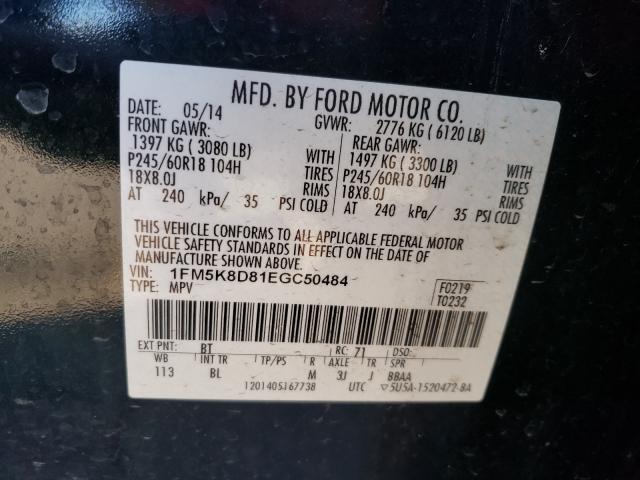 MFD. BY FORD MOTOR CO.
DATE: 05/14 GVWR: 2776 KG ( 6120 LB)
FRONT GAWR: REAR GAWR:
1397 KG ( 3080 LB) WITH 1497 KG ( 3300 LB) WITH
P245/60R18 104H TIRES P245/60R18 104H TIRES
18X8.0J RIMS 18X8.0J RIMS
AT 240 kPa/ 35 PSI COLD AT 240 kPa/ 35 PSI COLD
THIS VEHICLE CONFORMS TO ALL APPLICABLE FEDERAL MOTOR
VEHICLE SAFETY STANDARDS IN EFFECT ON THE DATE OF
MANUFACTURE SHOWN ABOVE.
VIN: 1FM5K8D81EGC50484 F0219
TYPE: MPV T0232
EXT PNT: BT RC: 71 DSO:
WB INT TR TP/PS R AXLE TR SPR
113 BL M 3J J BBAA
1201405167738 UTC ▽5U5A-1520472-BA